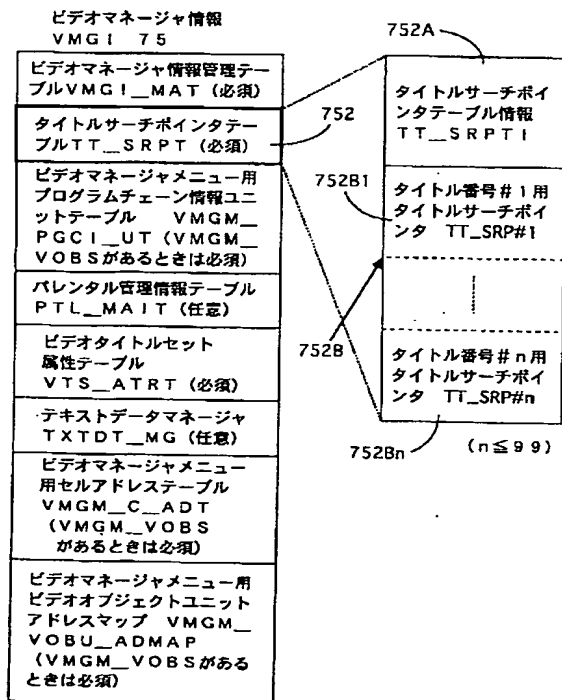 ビデオマネージャ情報
VMGI 75
ビデオマネージャ情報管理テー
ブルVMGI__MAT（必須）
タイトルサーチポインタテー
ブルTT__SRPT（必須）
ビデオマネージャメニュー用
プログラムチェーン情報ユニ
ットテーブル VMGM__
PGCI__UT（VMGM__
VOBSがあるときは必須）
パレンタル管理情報テーブル
PTL__MAIT（任意）
ビデオタイトルセット
属性テーブル
VTS__ATRT（必須）
テキストデータマネージャ
TXTDT__MG（任意）
ビデオマネージャメニュー
用セルアドレステーブル
VMGM__C__ADT
（VMGM__VOBS
があるときは必須）
ビデオマネージャメニュー用
ビデオオブジェクトユニット
アドレスマップ VMGM__
VOBU__ADMAP
（VMGM__VOBSがある
ときは必須）
752
752A
タイトルサーチポイ
ンタテーブル情報
TT__SRPTI
752B1
タイトル番号#1用
タイトルサーチポイ
ンタ TT_SRP#1
752B
タイトル番号#n用
タイトルサーチポイ
ンタ TT_SRP#n
752Bn
（n≦99）